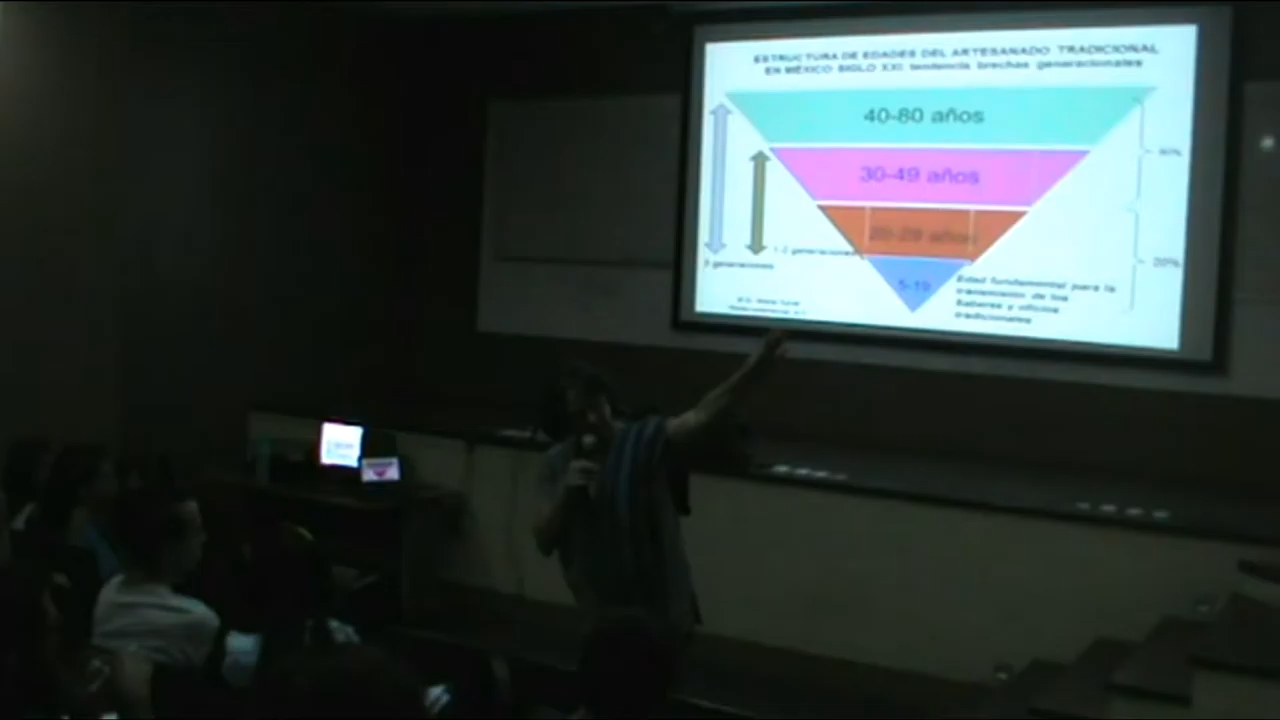 ESTRUCTURA DE EDADES DEL ARTESANADO TRADICIONAL
EN MÉXICO SIGLO XXI: tendencia brechas generacionales
40-80 años
30-49 años
20-29 años
5-19
3 generaciones
1-2 generaciones
20%
Edad fundamental para la
transmisión de los
Saberes y oficios
tradicionales